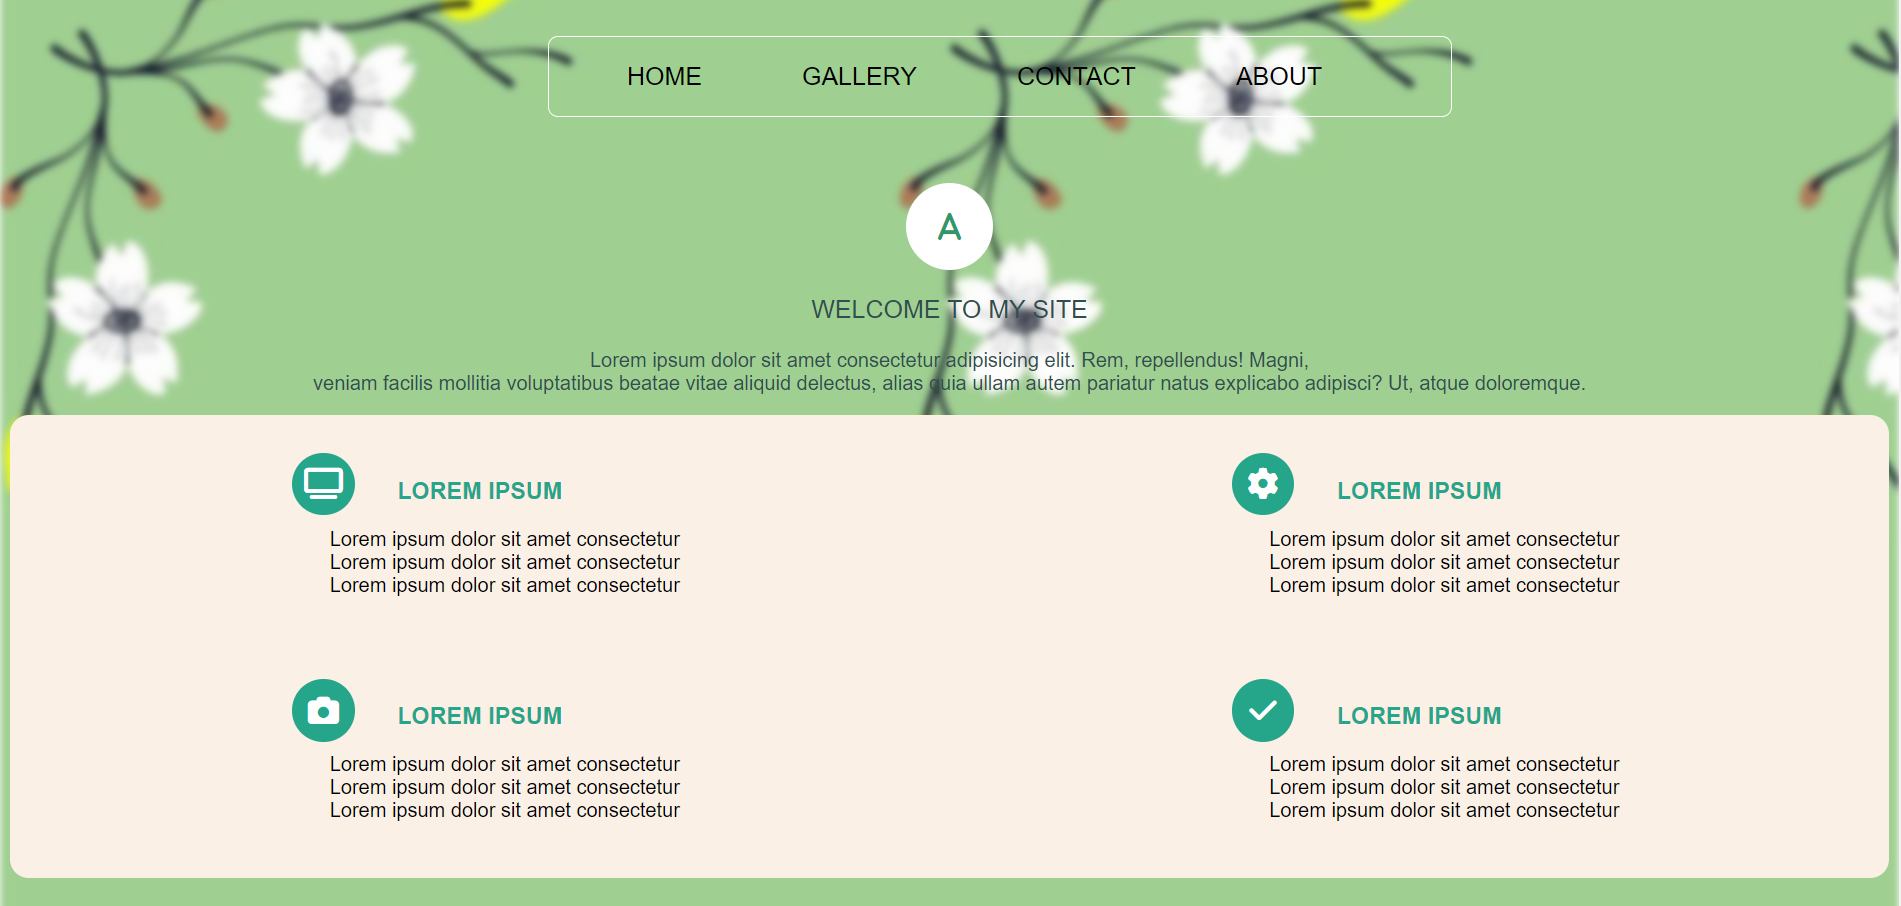 HOME GALLERY CONTACT ABOUT
A
WELCOME TO MY SITE
Lorem ipsum dolor sit amet consectetur adipisicing elit. Rem, repellendus! Magni,
veniam facilis mollitia voluptatibus beatae vitae aliquid delectus, alias quia ullam autem pariatur natus explicabo adipisci? Ut, atque doloremque.
LOREM IPSUM
Lorem ipsum dolor sit amet consectetur
Lorem ipsum dolor sit amet consectetur
Lorem ipsum dolor sit amet consectetur
LOREM IPSUM
Lorem ipsum dolor sit amet consectetur
Lorem ipsum dolor sit amet consectetur
Lorem ipsum dolor sit amet consectetur
LOREM IPSUM
Lorem ipsum dolor sit amet consectetur
Lorem ipsum dolor sit amet consectetur
Lorem ipsum dolor sit amet consectetur
LOREM IPSUM
Lorem ipsum dolor sit amet consectetur
Lorem ipsum dolor sit amet consectetur
Lorem ipsum dolor sit amet consectetur